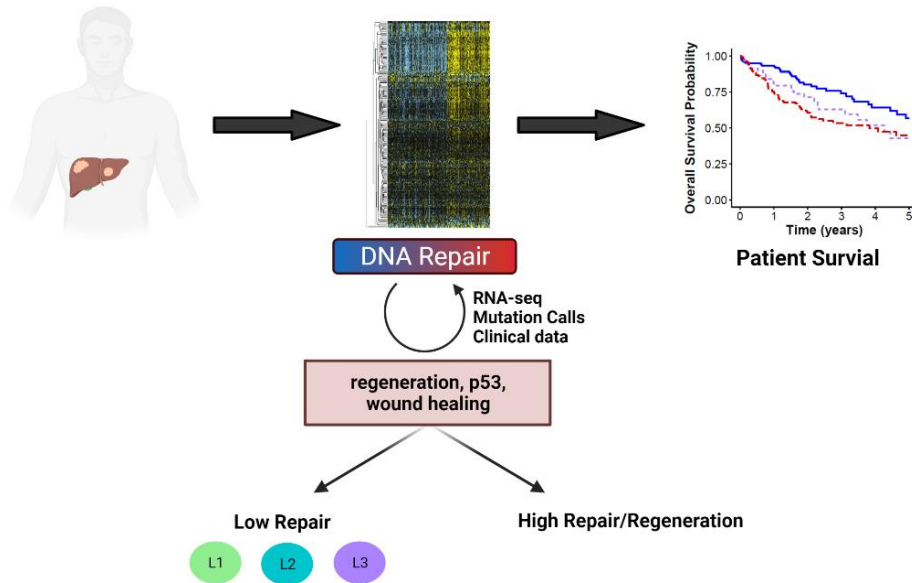 Overall Survival Probability
1.00
0.75
0.50
0.25
0.00
0 1 2 3 4 5
Time (years)
Patient Survial
DNA Repair
RNA-seq
Mutation Calls
Clinical data
regeneration, p53,
wound healing
Low Repair
High Repair/Regeneration
L1 L2 L3